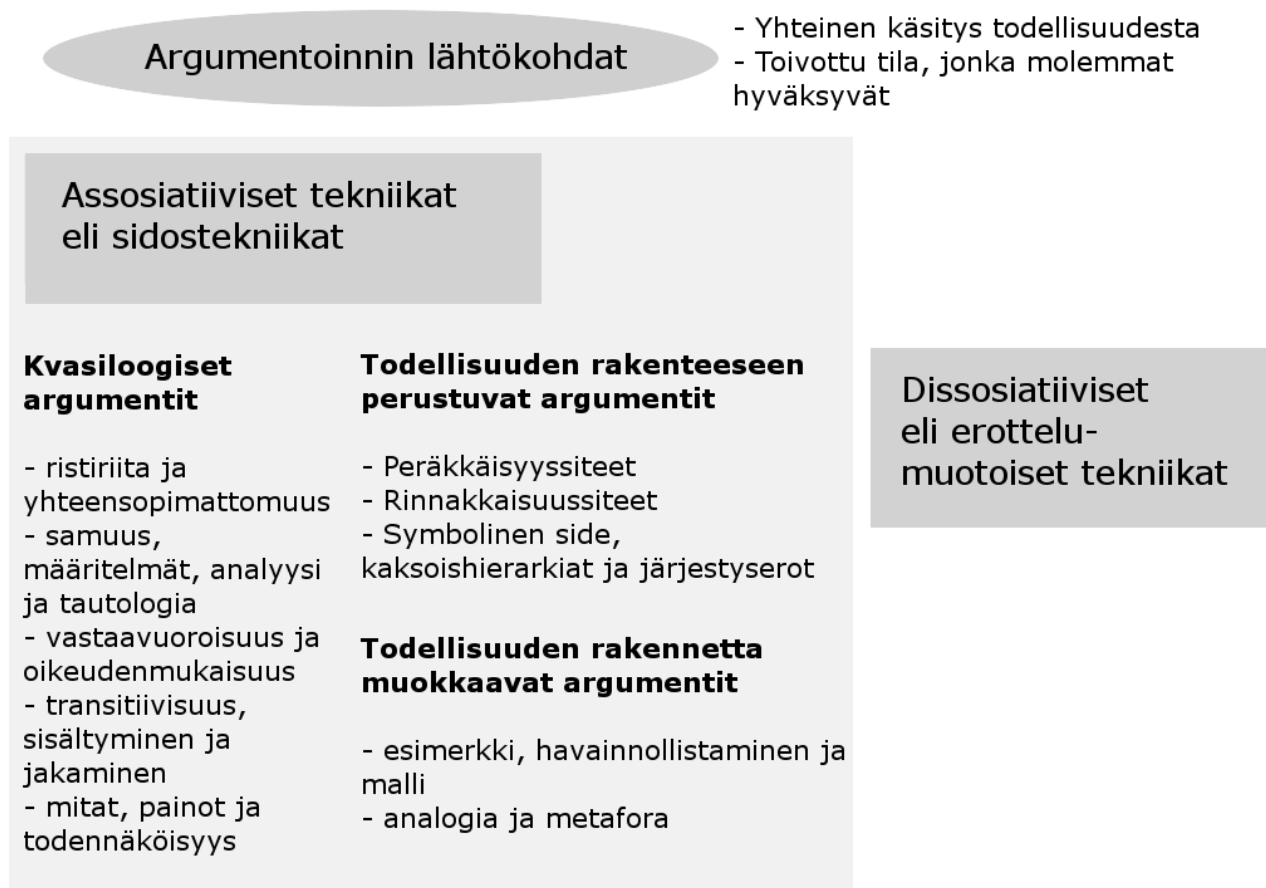 Argumentoinnin lähtökohdat
- Yhteinen käsitys todellisuudesta
- Toivottu tila, jonka molemmat
hyväksyvät
Assosiatiiviset tekniikat
eli sidostekniikat
Kvasiloogiset
argumentit
- ristiriita ja
yhteensopimattomuus
- samuus,
määritelmät, analyysi
ja tautologia
- vastaavuoroisuus ja
oikeudenmukaisuus
- transitiivisuus,
sisältyminen ja
jakaminen
- mitat, painot ja
todennäköisyys
Todellisuuden rakenteeseen
perustuvat argumentit
- Peräkkäisyyssiteet
- Rinnakkaisuussiteet
- Symbolinen side,
kaksoishierarkiat ja järjestyserot
Todellisuuden rakennetta
muokkaavat argumentit
- esimerkki, havainnollistaminen ja
malli
- analogia ja metafora
Dissosiatiiviset
eli erottelu-
muotoiset tekniikat